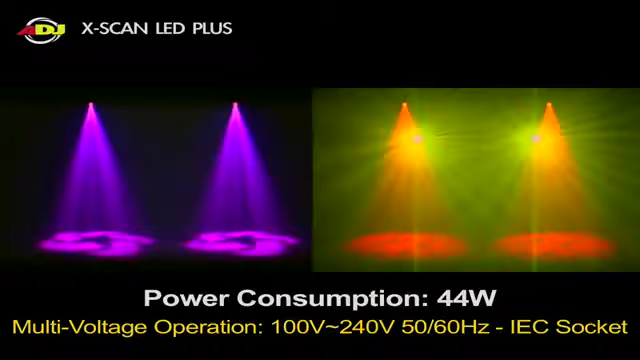 ADJ X-SCAN LED PLUS
Power Consumption: 44W
Multi-Voltage Operation: 100V~240V 50/60Hz - IEC Socket